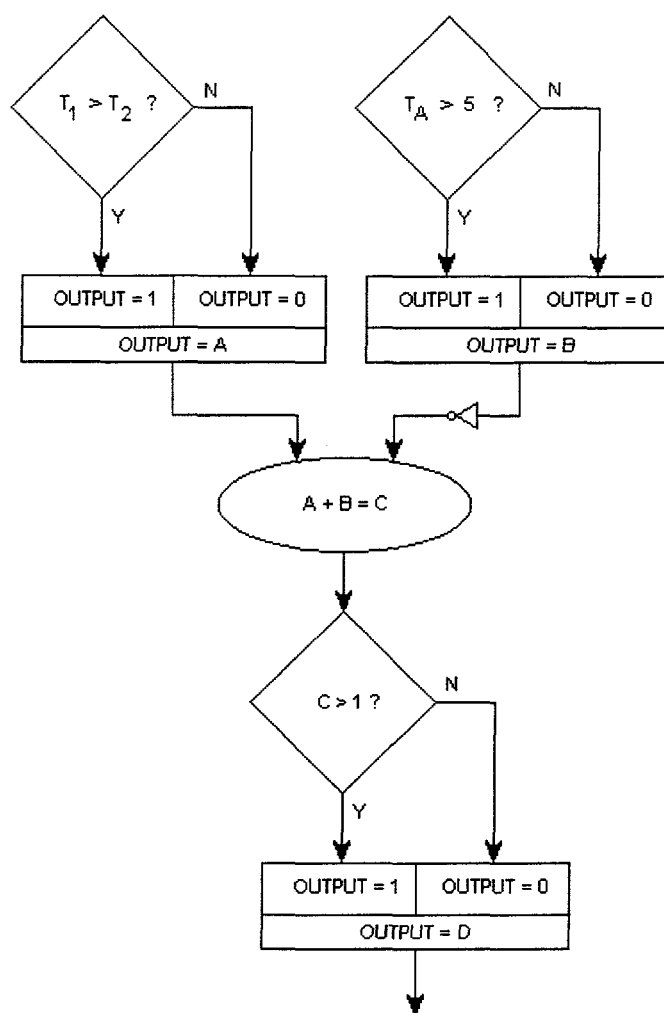 T1 > T2 ?
N
Y
OUTPUT = 1
OUTPUT = 0
OUTPUT = A
TA > 5 ?
N
Y
OUTPUT = 1
OUTPUT = 0
OUTPUT = B
A + B = C
C > 1 ?
N
Y
OUTPUT = 1
OUTPUT = 0
OUTPUT = D